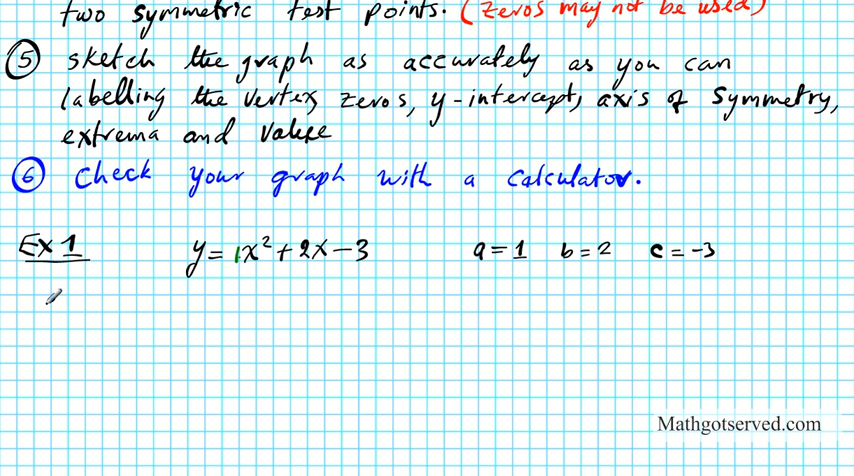 two symmetric test points. (Zeros may not be used)
⑤ sketch the graph as accurately as you can
labelling the Vertex, zeros, y-intercept, axis of symmetry,
extrema and value
⑥ Check your graph with a calculator.
Ex 1 y = 1x² + 2x - 3 a = 1 b = 2 c = -3
Mathgotserved.com